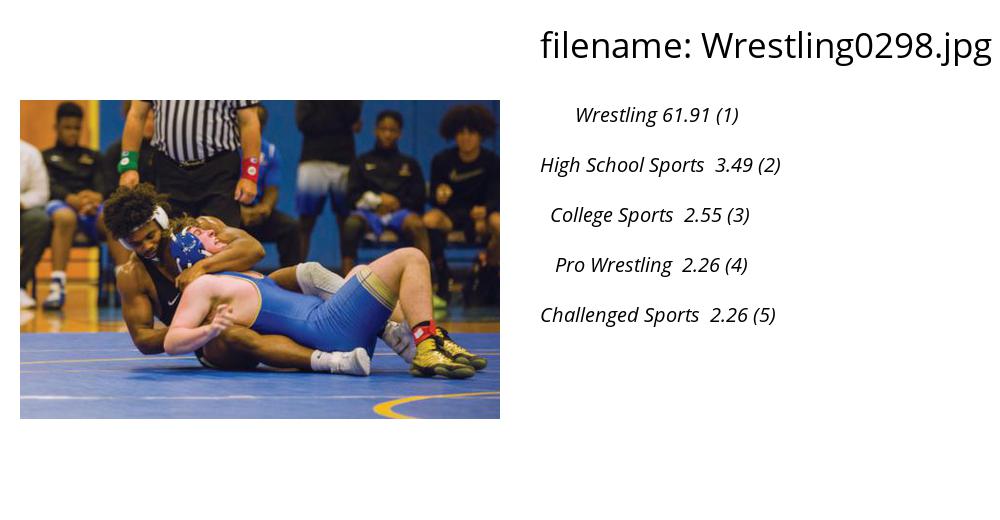 filename: Wrestling0298.jpg
Wrestling 61.91 (1)
High School Sports 3.49 (2)
College Sports 2.55 (3)
Pro Wrestling 2.26 (4)
Challenged Sports 2.26 (5)